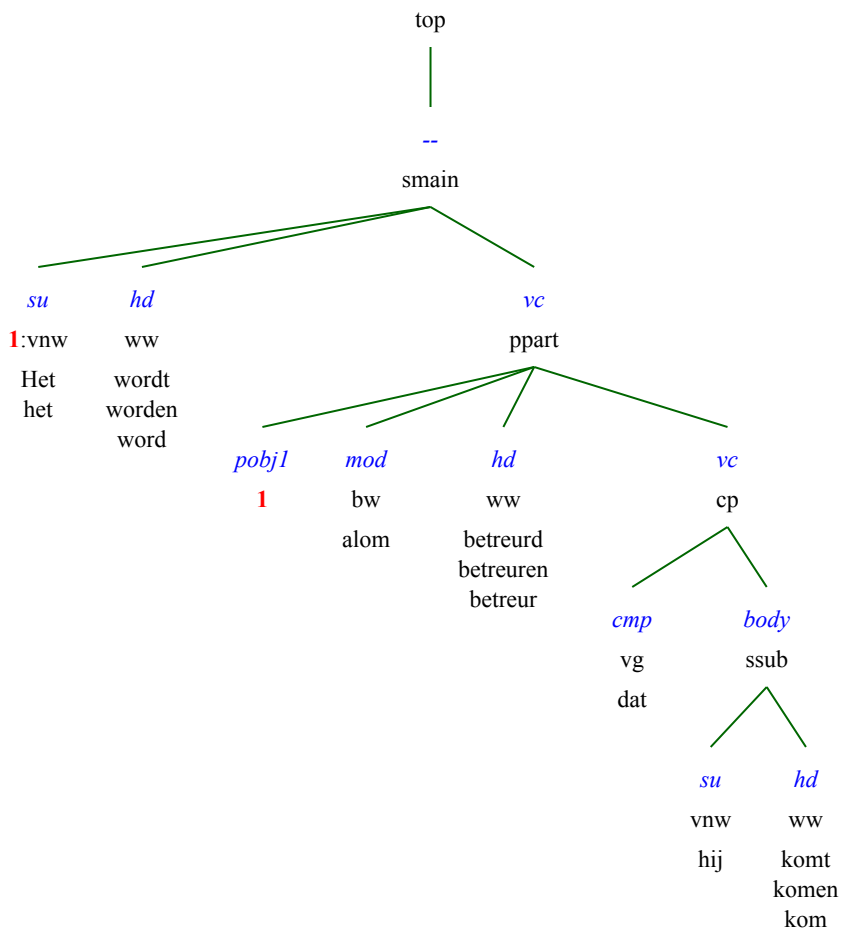 top
--
smain
su hd vc
1:vnw ww ppart
Het wordt
het worden
word
pobj1 mod hd vc
1 bw ww cp
alom betreurd
betreuren
betreur
cmp body
vg ssub
dat
su hd
vnw ww
hij komt
komen
kom